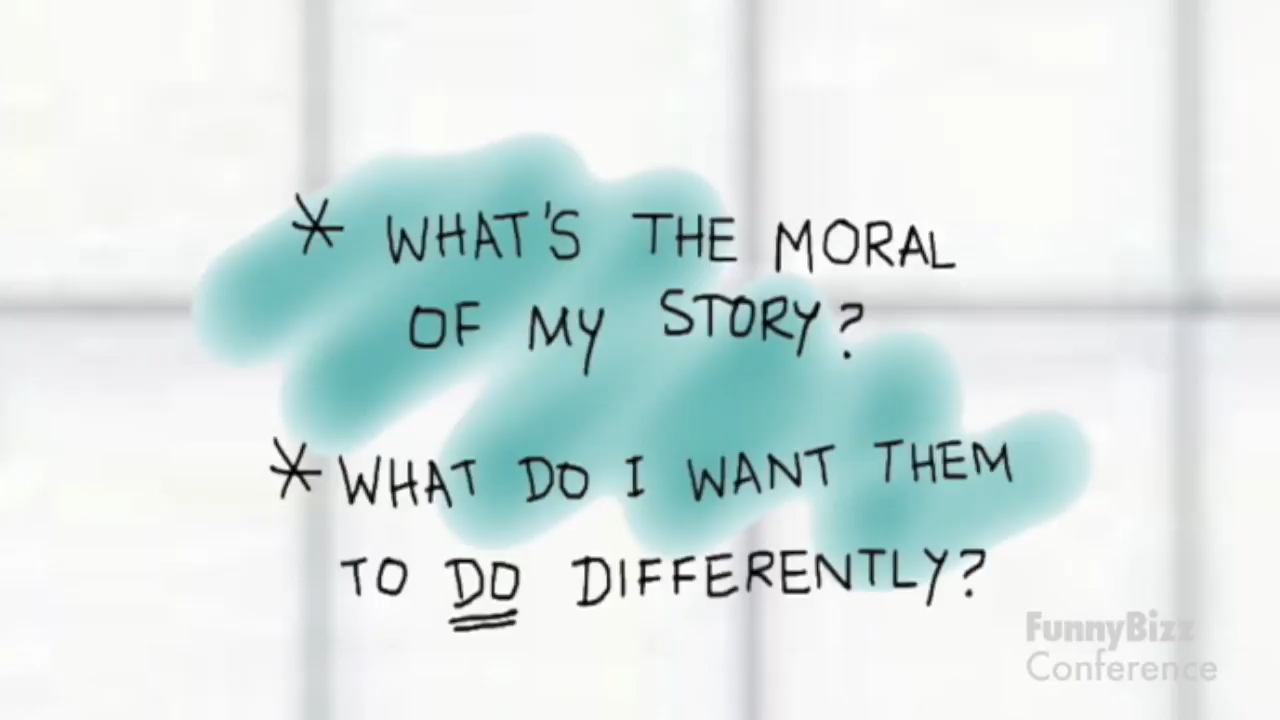 * WHAT'S THE MORAL
OF MY STORY?
* WHAT DO I WANT THEM
TO DO DIFFERENTLY?
FunnyBizz
Conference